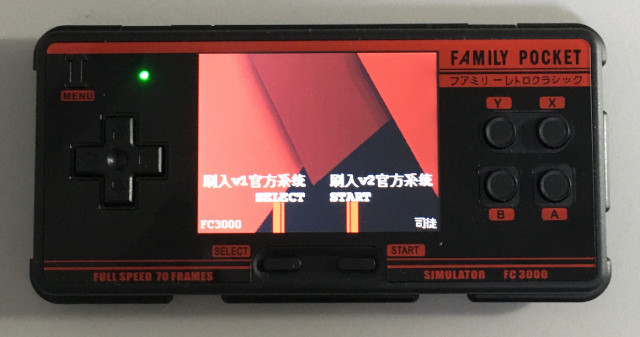 FAMILY POCKET
フアミリーレトロクラシック
MENU
Y X
刷入v1官方系统 刷入v2官方系统
SELECT START
B A
FC3000 司徒
SELECT START
FULL SPEED 70 FRAMES SIMULATOR FC3000